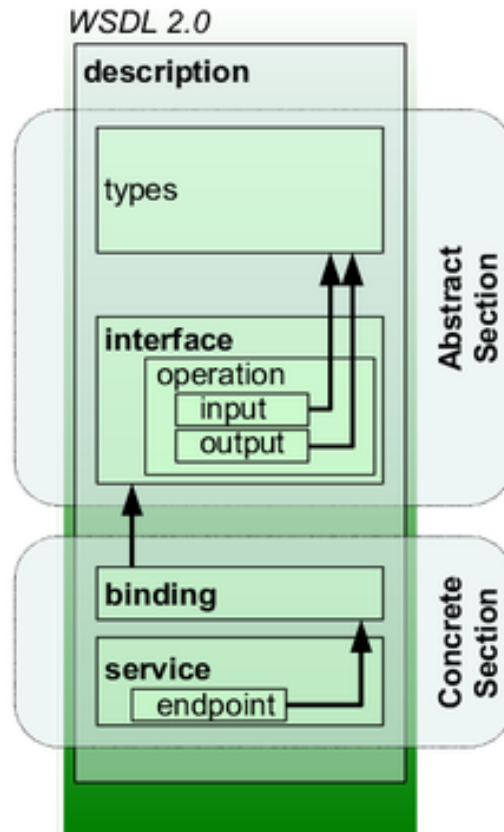 WSDL 2.0
description
types
interface
operation
input
output
Abstract
Section
binding
service
endpoint
Concrete
Section